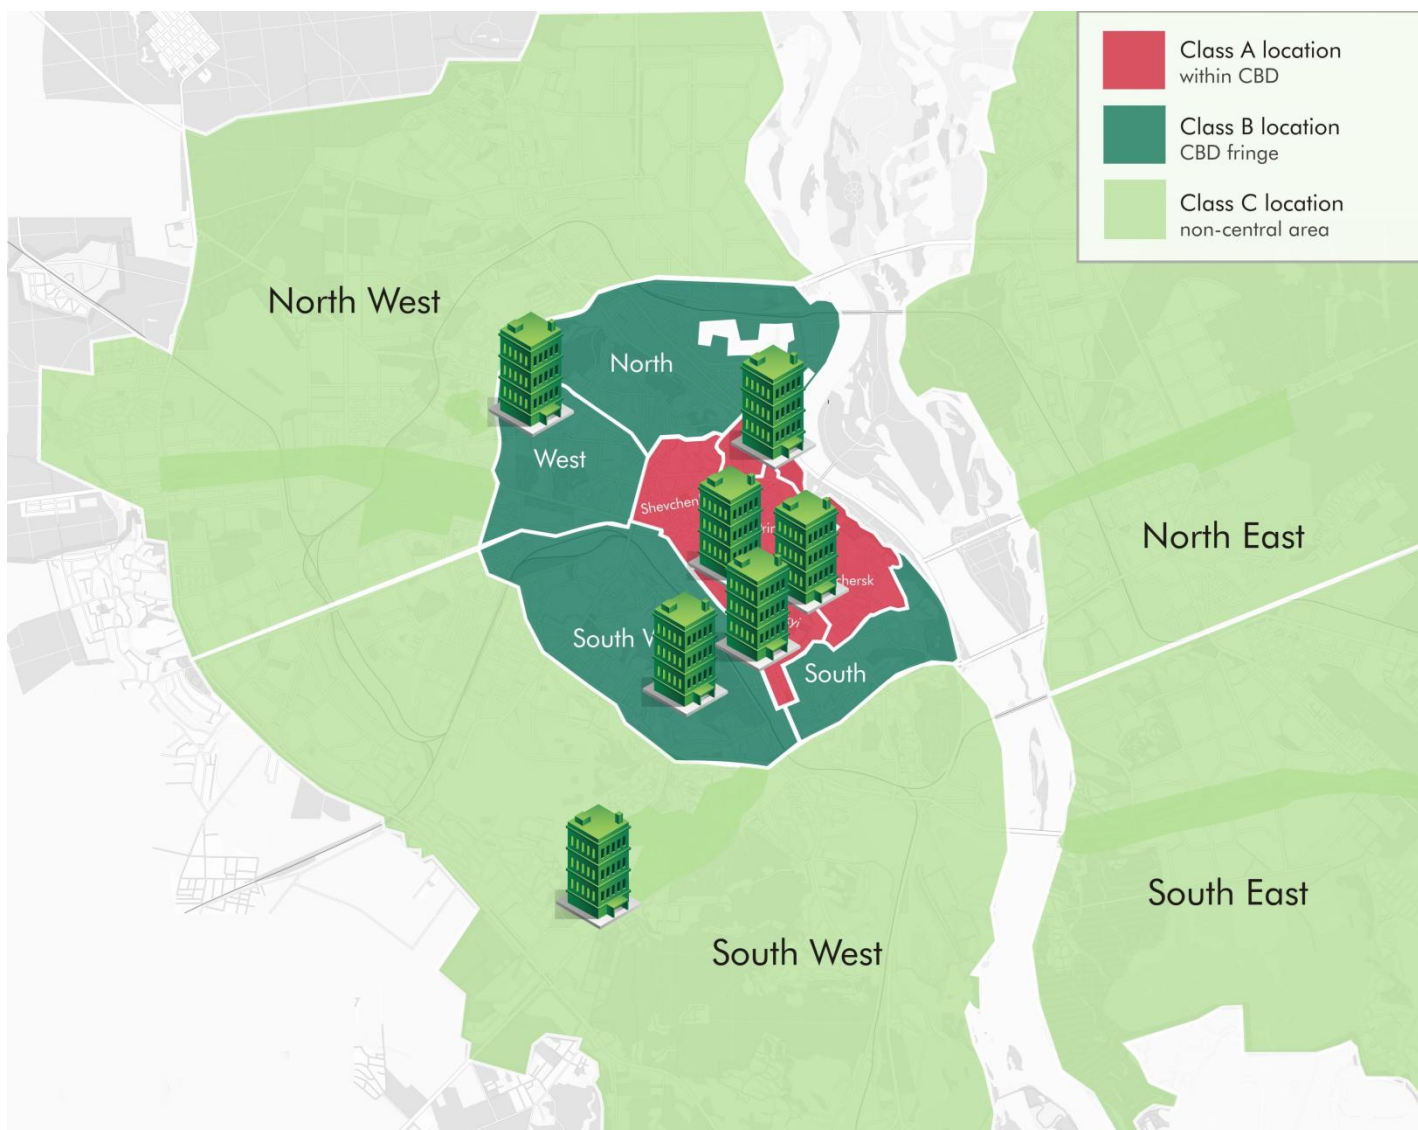 Class A location
within CBD
Class B location
CBD fringe
Class C location
non-central area
North West
North
West
North East
South
South East
South West